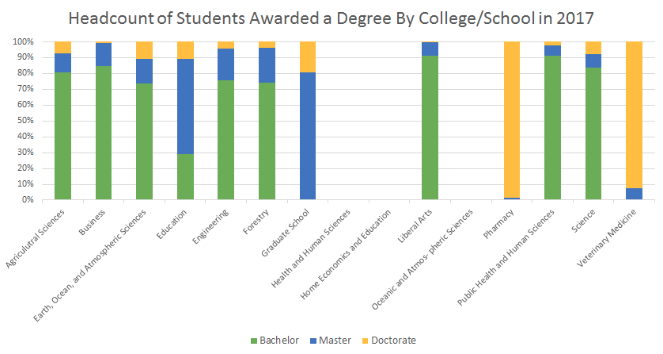 Headcount of Students Awarded a Degree By College/School in 2017
100%
90%
80%
70%
60%
50%
40%
30%
20%
10%
0%
Agriculutral Sciences
Business
Earth, Ocean, and Atmospheric Sciences
Education
Engineering
Forestry
Graduate School
Health and Human Sciences
Home Economics and Education
Liberal Arts
Oceanic and Atmos- pheric Sciences
Pharmacy
Public Health and Human Sciences
Science
Veterinary Medicine
Bachelor Master Doctorate